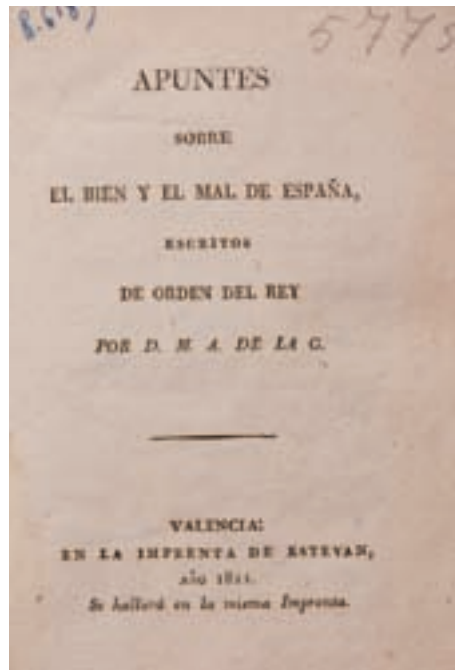 5775
APUNTES
SOBRE
EL BIEN Y EL MAL DE ESPAÑA,
ESCRITOS
DE ORDEN DEL REY
POR D. M. A. DE LA G.
VALENCIA:
EN LA IMPRENTA DE ESTEVAN,
AÑO
Se hallará en la misma Imprenta.